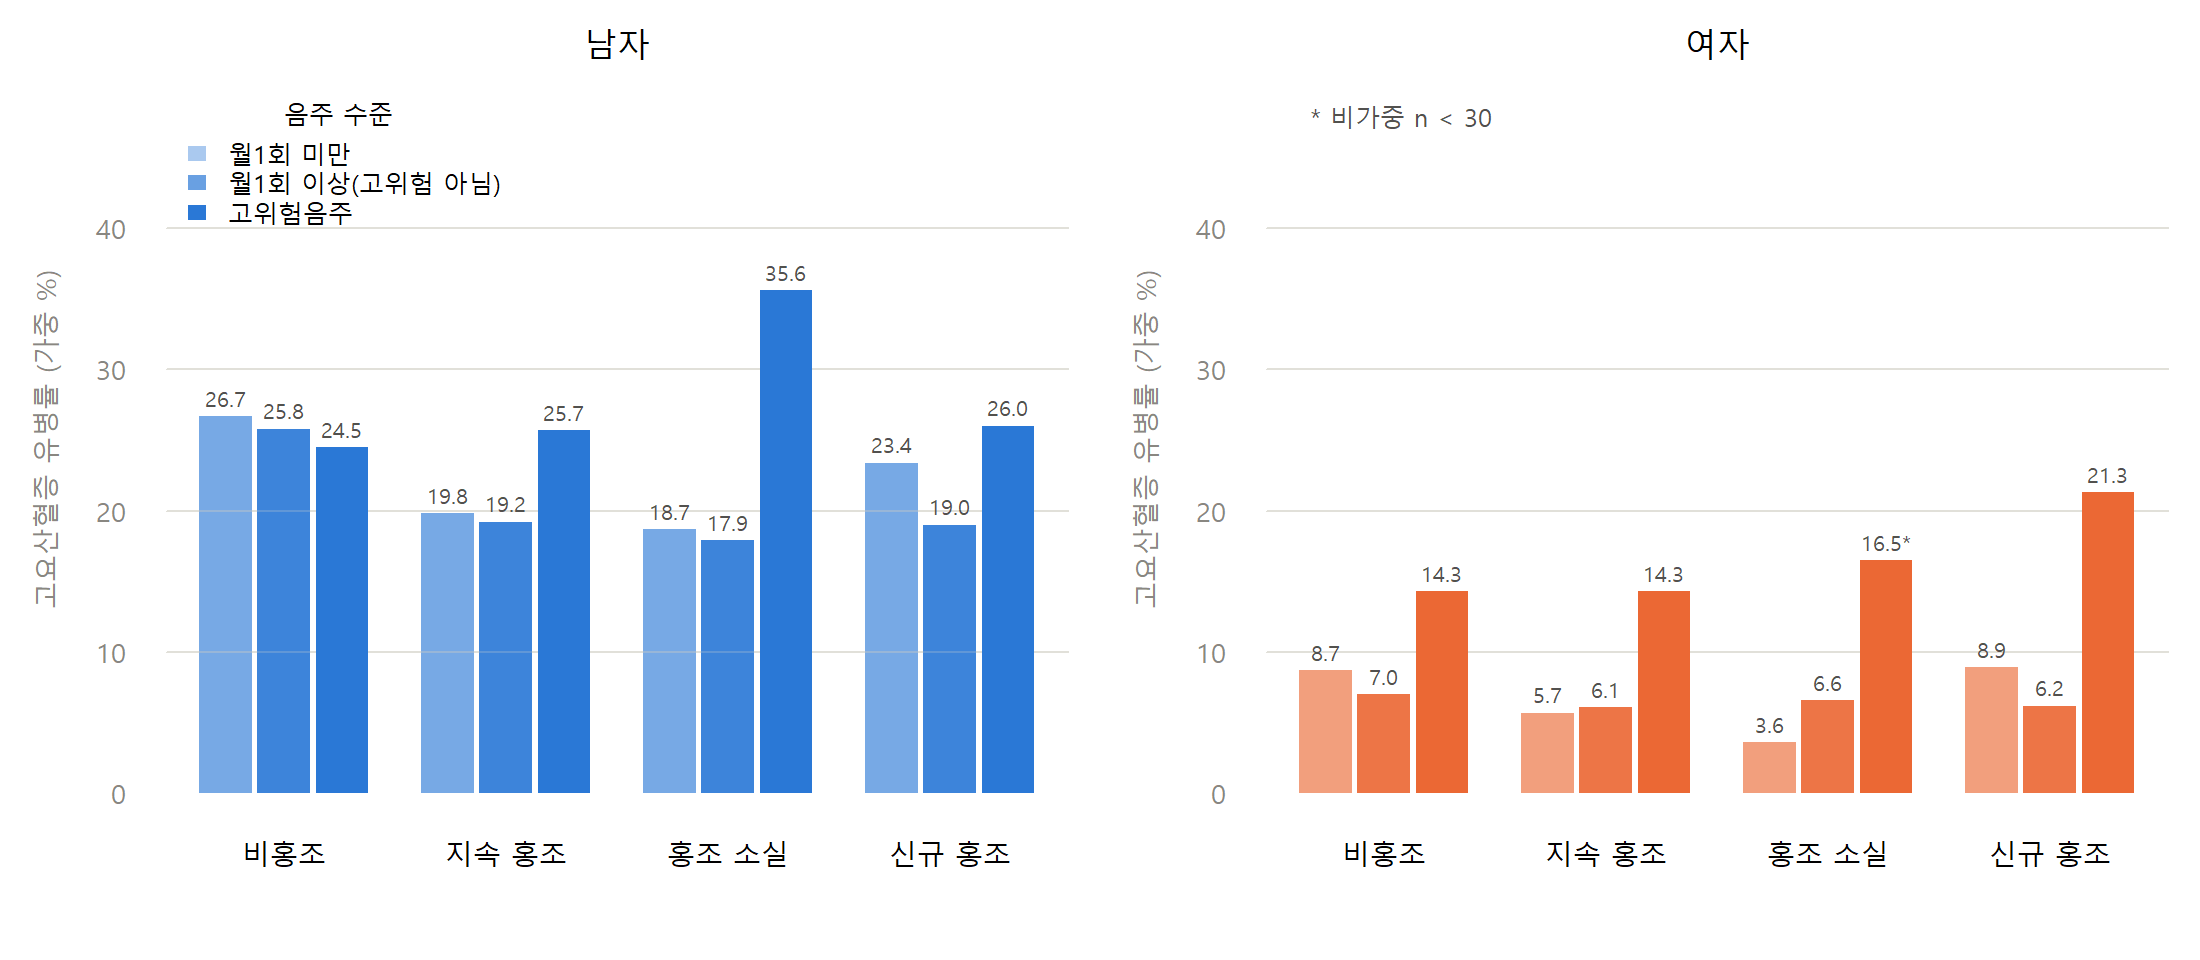 남자
음주 수준
월1회 미만
월1회 이상(고위험 아님)
고위험음주
고요산혈증 유병률 (가중 %)
40
30
20
10
0
26.7
25.8
24.5
19.8
19.2
25.7
18.7
17.9
35.6
23.4
19.0
26.0
비홍조
지속 홍조
홍조 소실
신규 홍조
여자
* 비가중 n < 30
고요산혈증 유병률 (가중 %)
40
30
20
10
0
8.7
7.0
14.3
5.7
6.1
14.3
3.6
6.6
16.5*
8.9
6.2
21.3
비홍조
지속 홍조
홍조 소실
신규 홍조